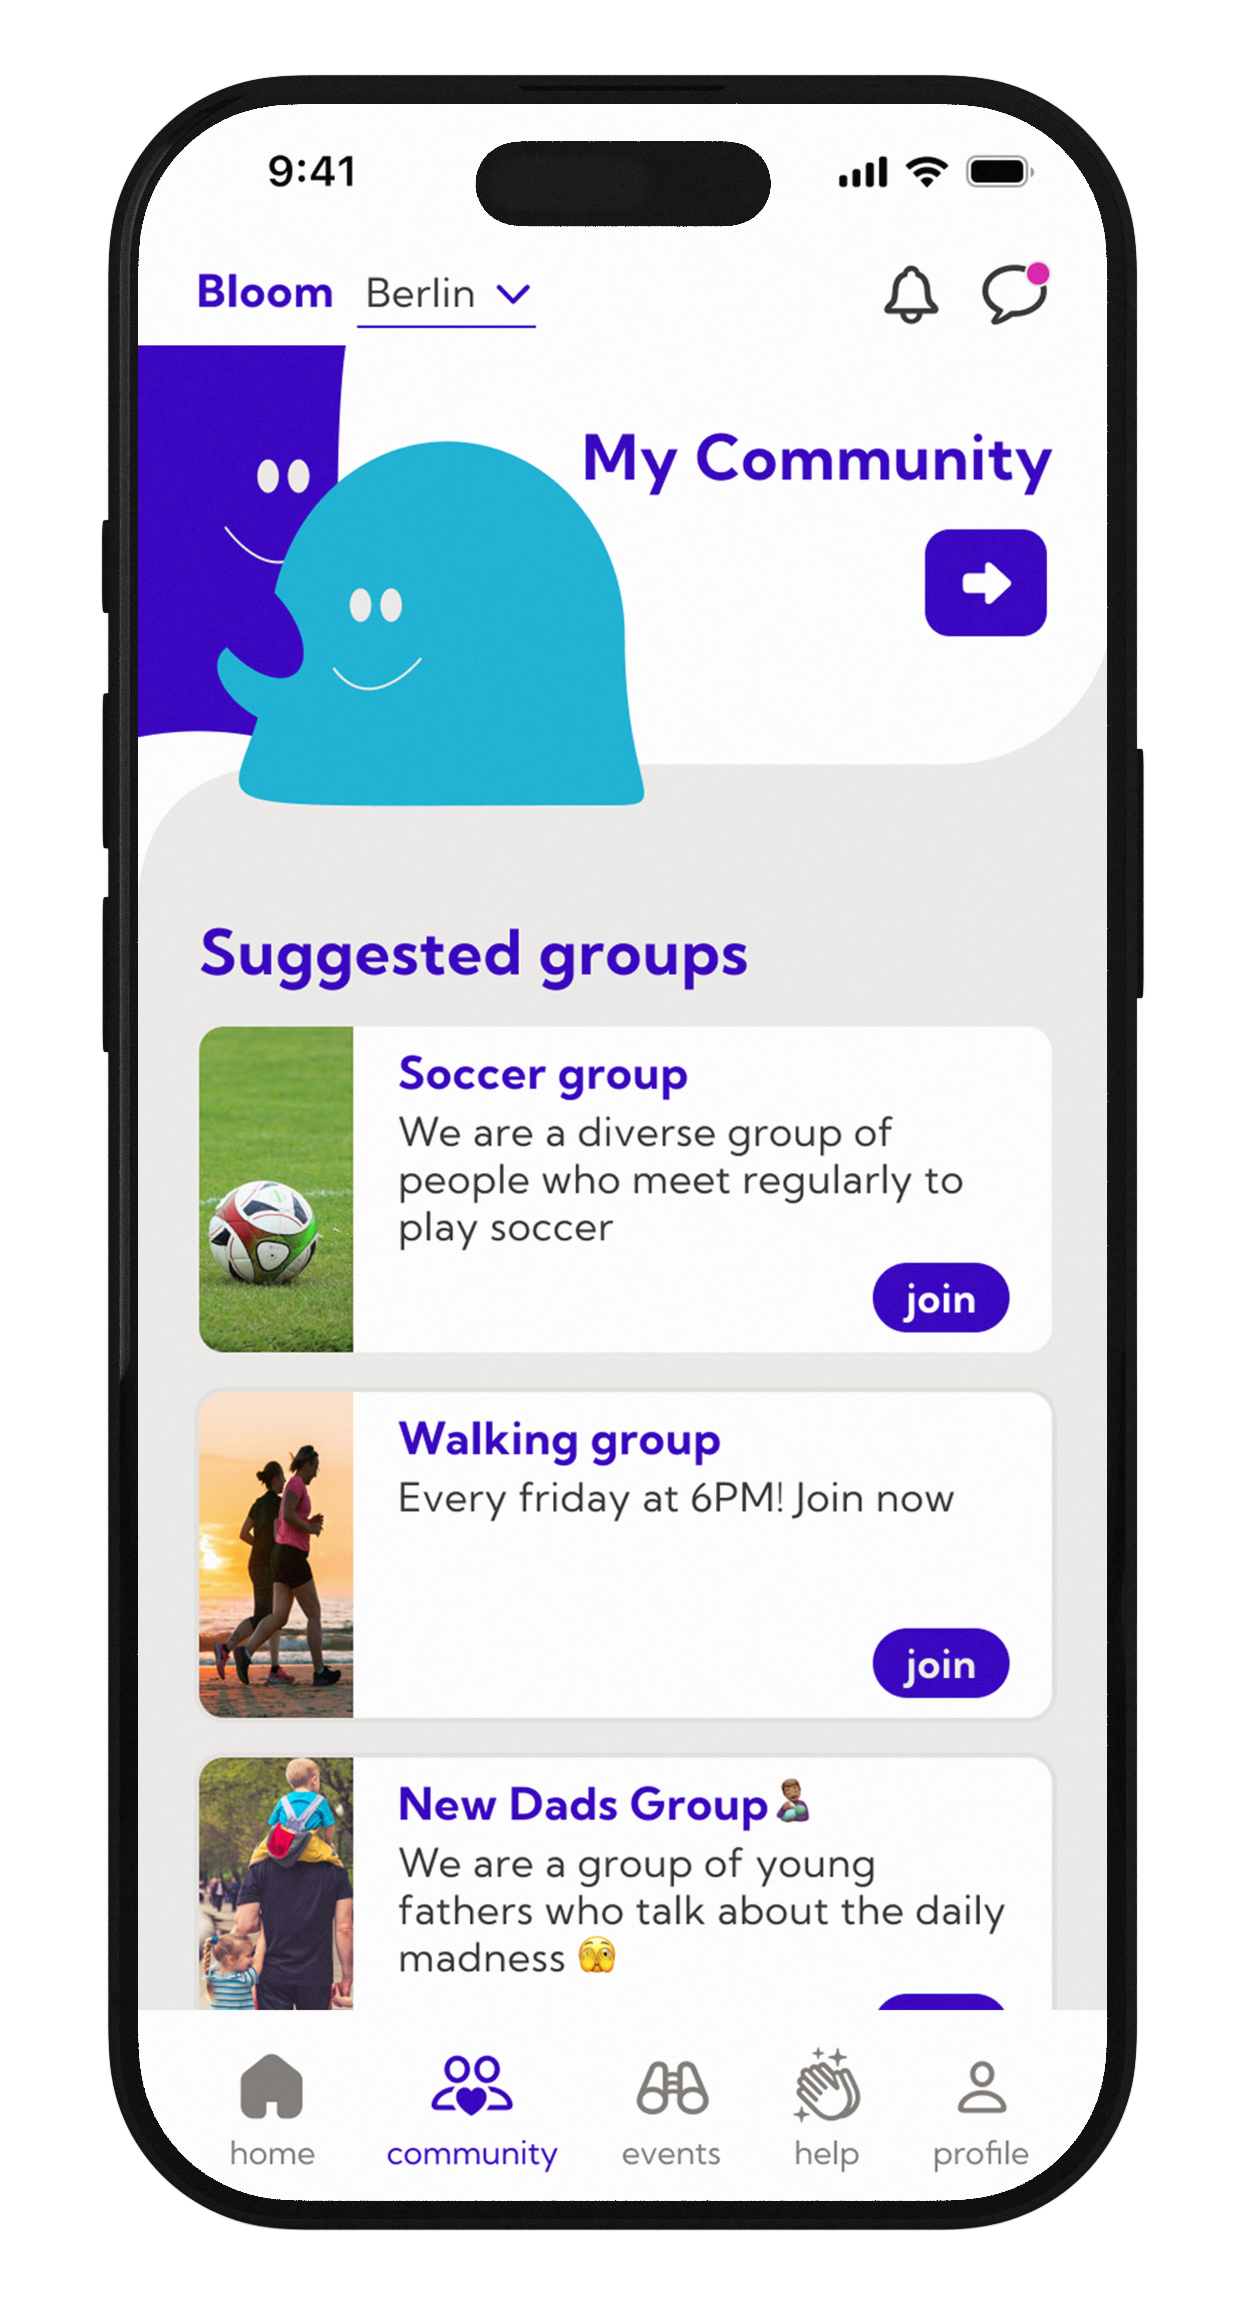 9:41
Bloom Berlin
My Community
Suggested groups
Soccer group
We are a diverse group of
people who meet regularly to
play soccer
join
Walking group
Every friday at 6PM! Join now
join
New Dads Group🧑🏾‍🍼
We are a group of young
fathers who talk about the daily
madness 🫣
home community events help profile